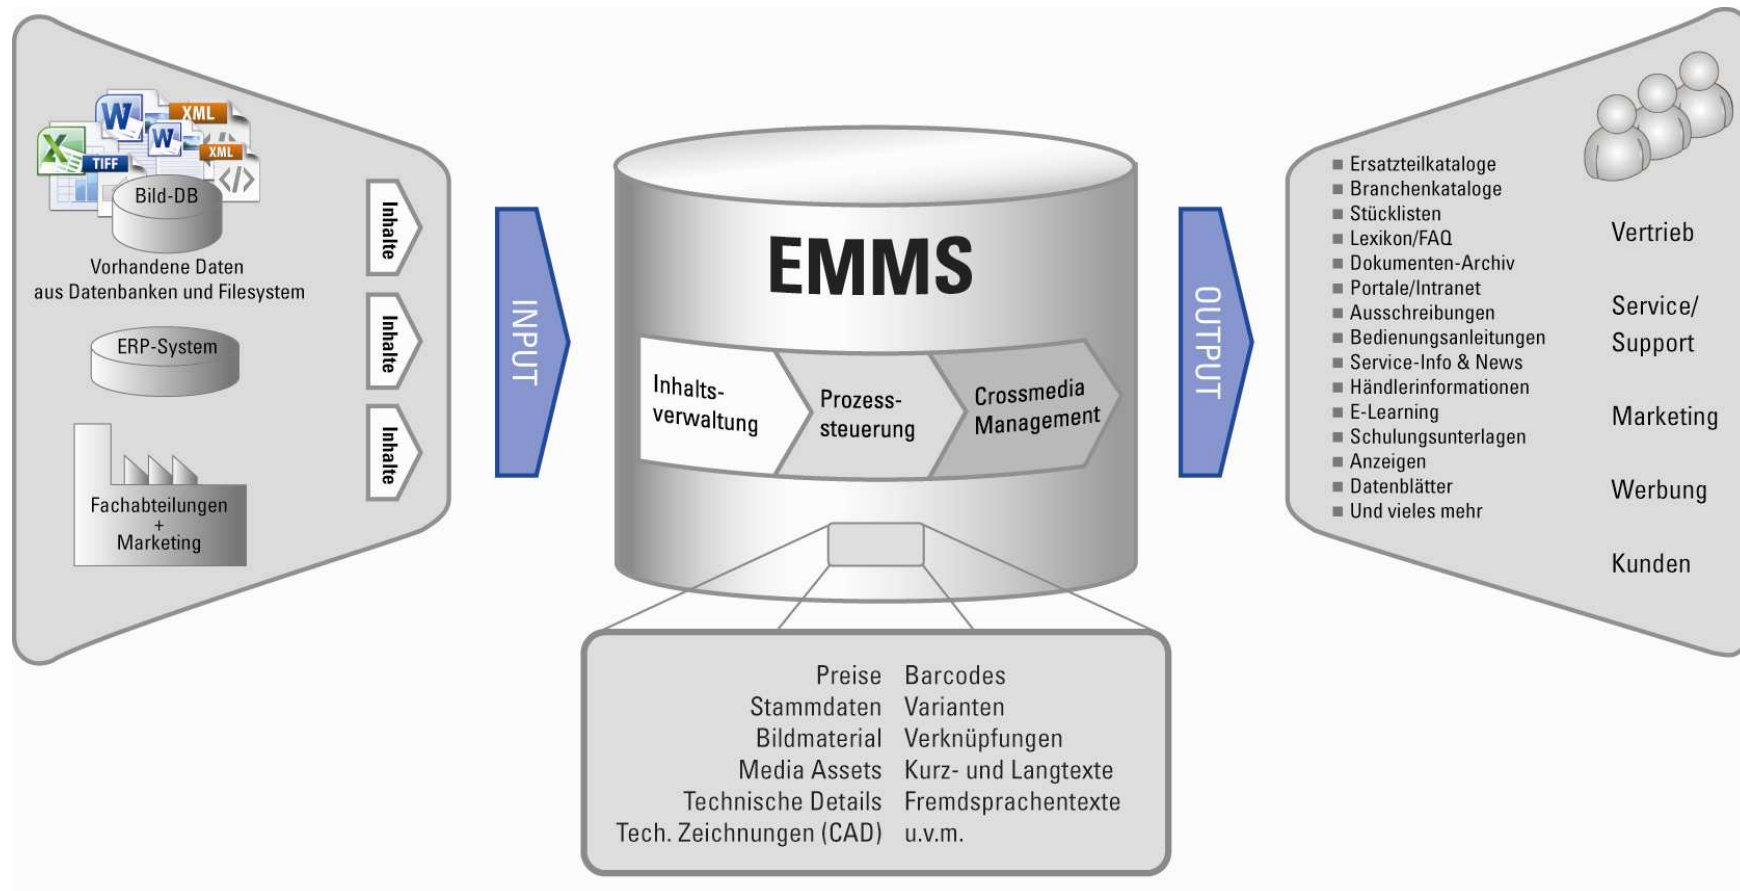 W
XML
W
X
TIFF
XML
</>
Bild-DB
Vorhandene Daten
aus Datenbanken und Filesystem
ERP-System
Fachabteilungen
+
Marketing
Inhalte
Inhalte
Inhalte
INPUT
EMMS
Inhalts-
verwaltung
Prozess-
steuerung
Crossmedia
Management
Preise
Stammdaten
Bildmaterial
Media Assets
Technische Details
Tech. Zeichnungen (CAD)
Barcodes
Varianten
Verknüpfungen
Kurz- und Langtexte
Fremdsprachentexte
u.v.m.
OUTPUT
Ersatzteilkataloge
Branchenkataloge
Stücklisten
Lexikon/FAQ
Dokumenten-Archiv
Portale/Intranet
Ausschreibungen
Bedienungsanleitungen
Service-Info & News
Händlerinformationen
E-Learning
Schulungsunterlagen
Anzeigen
Datenblätter
Und vieles mehr
Vertrieb
Service/
Support
Marketing
Werbung
Kunden